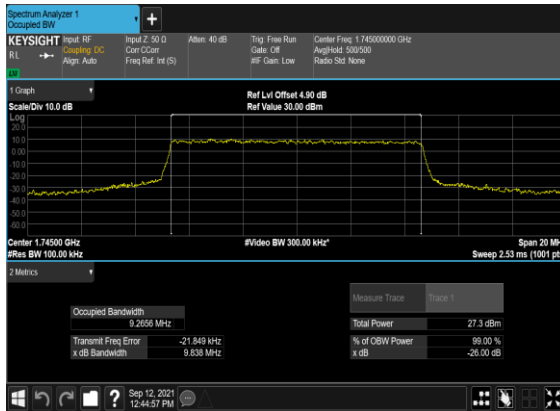 Spectrum Analyzer 1
Occupied BW
+
KEYSIGHT Input: RF Input Z: 50 Ω Atten: 40 dB Trig: Free Run Center Freq: 1.745000000 GHz
RL Coupling: DC Corr CCorr Gate: Off Avg|Hold: 500/500
Align: Auto Freq Ref: Int (S) #IF Gain: Low Radio Std: None
LXI
1 Graph
Ref Lvl Offset 4.90 dB
Scale/Div 10.0 dB Ref Value 30.00 dBm
Log
20.0
10.0
0.00
-10.0
-20.0
-30.0
-40.0
-50.0
-60.0
Center 1.74500 GHz #Video BW 300.00 kHz* Span 20 MH
#Res BW 100.00 kHz Sweep 2.53 ms (1001 pt
2 Metrics
Measure Trace Trace 1
Occupied Bandwidth
9.2656 MHz Total Power 27.3 dBm
Transmit Freq Error -21.849 kHz % of OBW Power 99.00 %
x dB Bandwidth 9.838 MHz x dB -26.00 dB
? Sep 12, 2021
12:44:57 PM